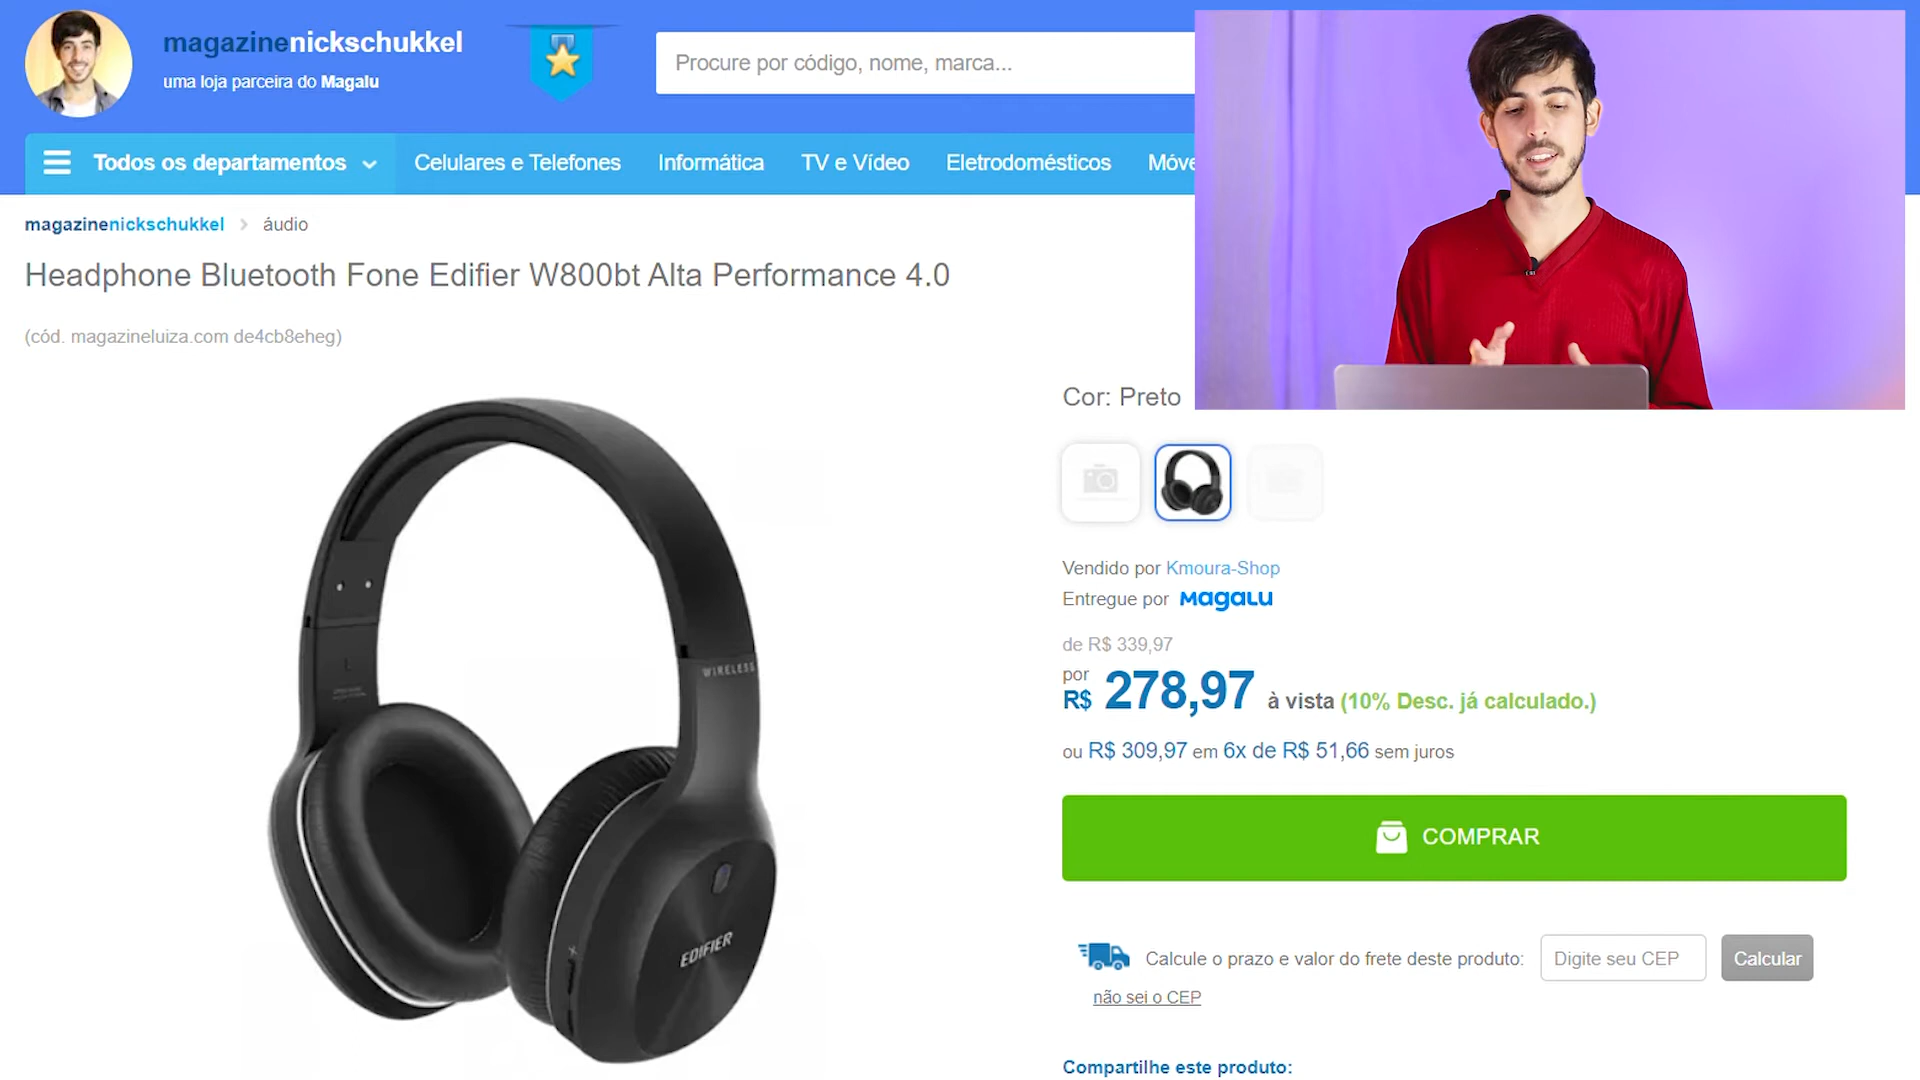 magazinenickschukkel
uma loja parceira do Magalu
Procure por código, nome, marca...
Todos os departamentos
Celulares e Telefones
Informática
TV e Vídeo
Eletrodomésticos
Móve
magazinenickschukkel > áudio
Headphone Bluetooth Fone Edifier W800bt Alta Performance 4.0
(cód. magazineluiza.com de4cb8eheg)
Cor: Preto
WIRELESS
L
EDIFIER
Vendido por Kmoura-Shop
Entregue por Magalu
de R$ 339,97
por
R$ 278,97 à vista (10% Desc. já calculado.)
ou R$ 309,97 em 6x de R$ 51,66 sem juros
COMPRAR
Calcule o prazo e valor do frete deste produto:
Digite seu CEP
Calcular
não sei o CEP
Compartilhe este produto: